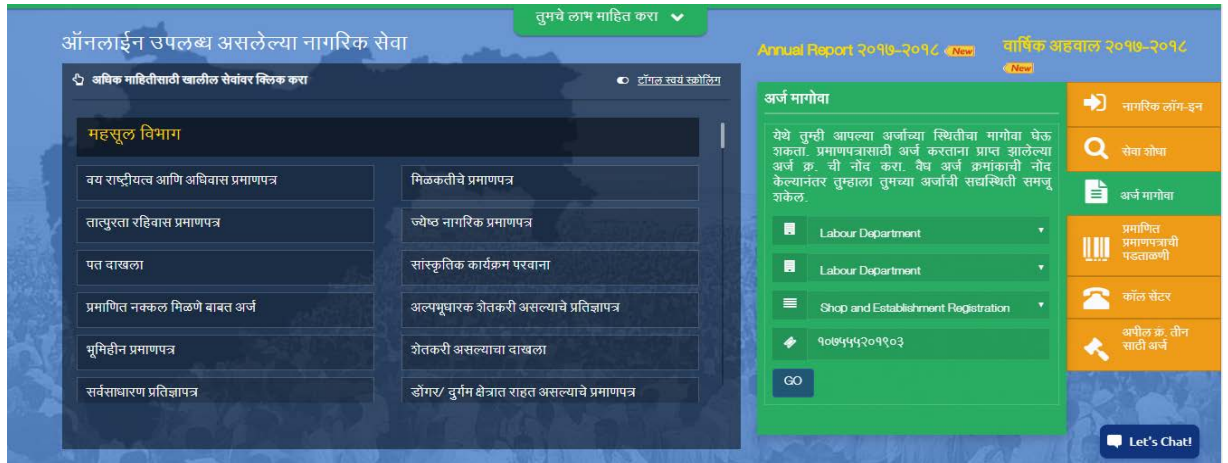 तुमचे लाभ माहित करा
ऑनलाईन उपलब्ध असलेल्या नागरिक सेवा
अधिक माहितीसाठी खालील सेवांवर क्लिक करा
टॉगल स्वयं स्क्रोलिंग
महसूल विभाग
वय राष्ट्रीयत्व आणि अधिवास प्रमाणपत्र
मिळकतीचे प्रमाणपत्र
तात्पुरता रहिवास प्रमाणपत्र
ज्येष्ठ नागरिक प्रमाणपत्र
पत दाखला
सांस्कृतिक कार्यक्रम परवाना
प्रमाणित नक्कल मिळणे बाबत अर्ज
अल्पभूधारक शेतकरी असल्याचे प्रतिज्ञापत्र
भूमिहीन प्रमाणपत्र
शेतकरी असल्याचा दाखला
सर्वसाधारण प्रतिज्ञापत्र
डोंगर/ दुर्गम क्षेत्रात राहत असल्याचे प्रमाणपत्र
Annual Report २०१७-२०१८ New
वार्षिक अहवाल २०१७-२०१८
New
अर्ज मागोवा
येथे तुम्ही आपल्या अर्जाच्या स्थितीचा मागोवा घेऊ
शकता. प्रमाणपत्रासाठी अर्ज करताना प्राप्त झालेल्या
अर्ज क्र. ची नोंद करा. वैध अर्ज क्रमांकाची नोंद
केल्यानंतर तुम्हाला तुमच्या अर्जाची सद्यस्थिती समजू
शकेल.
Labour Department
Labour Department
Shop and Establishment Registration
१०७५५५२०१९०३
GO
नागरिक लॉग-इन
सेवा शोधा
अर्ज मागोवा
प्रमाणित
प्रमाणपत्राची
पडताळणी
कॉल सेंटर
अपील क्रं. तीन
साठी अर्ज
Let's Chat!